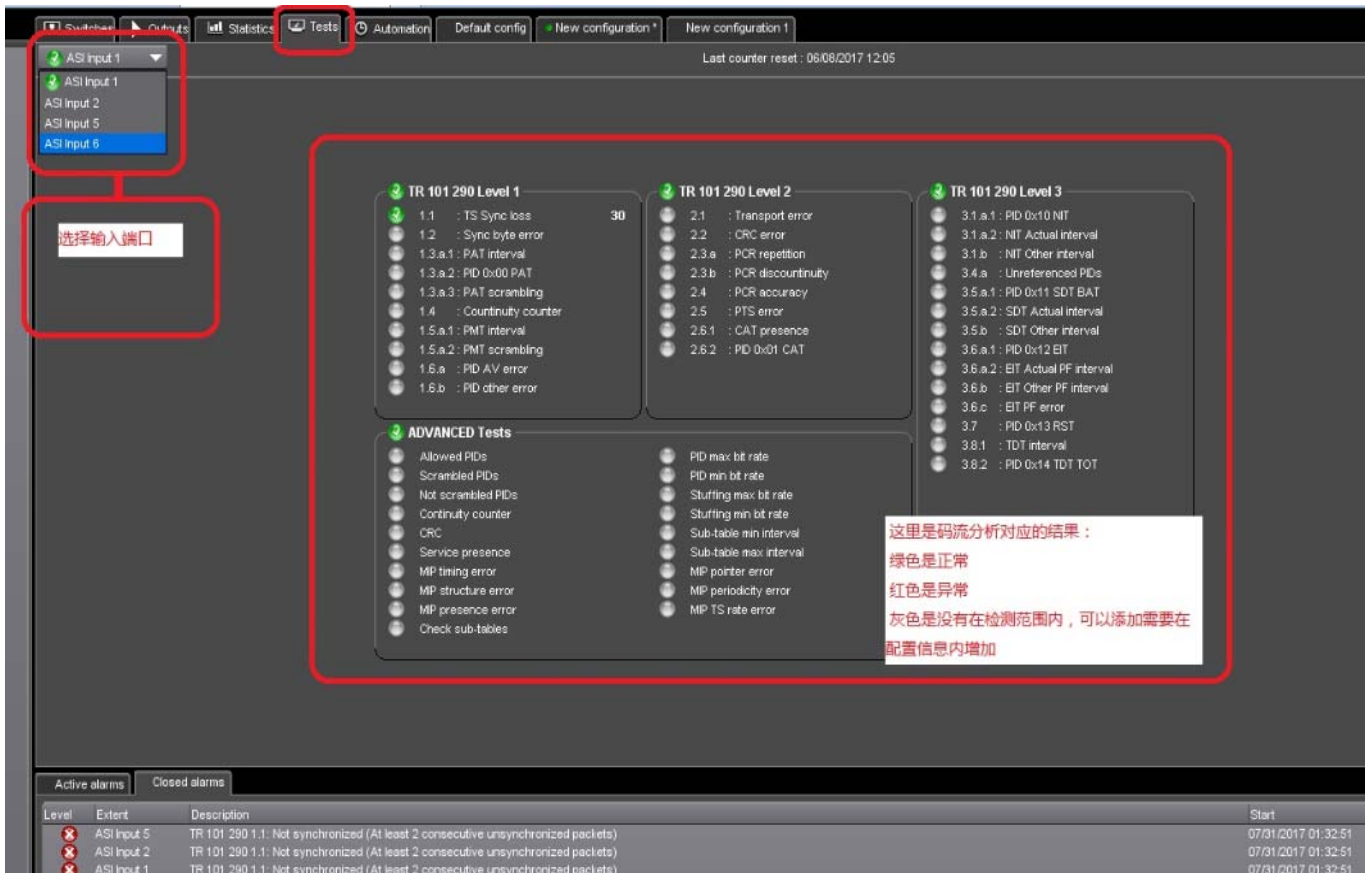 Switches Outputs Statistics Tests Automation Default config New configuration * New configuration 1
ASI Input 1
Last counter reset : 06/08/2017 12:05
ASI Input 1
ASI Input 2
ASI Input 5
ASI Input 6
选择输入端口
TR 101 290 Level 1
1.1 : TS Sync loss 30
1.2 : Sync byte error
1.3.a.1 : PAT interval
1.3.a.2 : PID 0x00 PAT
1.3.a.3 : PAT scrambling
1.4 : Countinuity counter
1.5.a.1 : PMT interval
1.5.a.2 : PMT scrambling
1.6.a : PID AV error
1.6.b : PID other error
TR 101 290 Level 2
2.1 : Transport error
2.2 : CRC error
2.3.a : PCR repetition
2.3.b : PCR discountinuity
2.4 : PCR accuracy
2.5 : PTS error
2.6.1 : CAT presence
2.6.2 : PID 0x01 CAT
TR 101 290 Level 3
3.1.a.1 : PID 0x10 NIT
3.1.a.2 : NIT Actual interval
3.1.b : NIT Other interval
3.4.a : Unreferenced PIDs
3.5.a.1 : PID 0x11 SDT BAT
3.5.a.2 : SDT Actual interval
3.5.b : SDT Other interval
3.6.a.1 : PID 0x12 EIT
3.6.a.2 : EIT Actual PF interval
3.6.b : EIT Other PF interval
3.6.c : EIT PF error
3.7 : PID 0x13 RST
3.8.1 : TDT interval
3.8.2 : PID 0x14 TDT TOT
ADVANCED Tests
Allowed PIDs
Scrambled PIDs
Not scrambled PIDs
Continuity counter
CRC
Service presence
MIP timing error
MIP structure error
MIP presence error
Check sub-tables
PID max bit rate
PID min bit rate
Stuffing max bit rate
Stuffing min bit rate
Sub-table min interval
Sub-table max interval
MIP pointer error
MIP periodicity error
MIP TS rate error
这里是码流分析对应的结果：
绿色是正常
红色是异常
灰色是没有在检测范围内，可以添加需要在
配置信息内增加
Active alarms Closed alarms
Level Extent Description Start
ASI Input 5 TR 101 290 1.1: Not synchronized (At least 2 consecutive unsynchronized packets) 07/31/2017 01:32:51
ASI Input 2 TR 101 290 1.1: Not synchronized (At least 2 consecutive unsynchronized packets) 07/31/2017 01:32:51
ASI Input 1 TR 101 290 1.1: Not synchronized (At least 2 consecutive unsynchronized packets) 07/31/2017 01:32:51